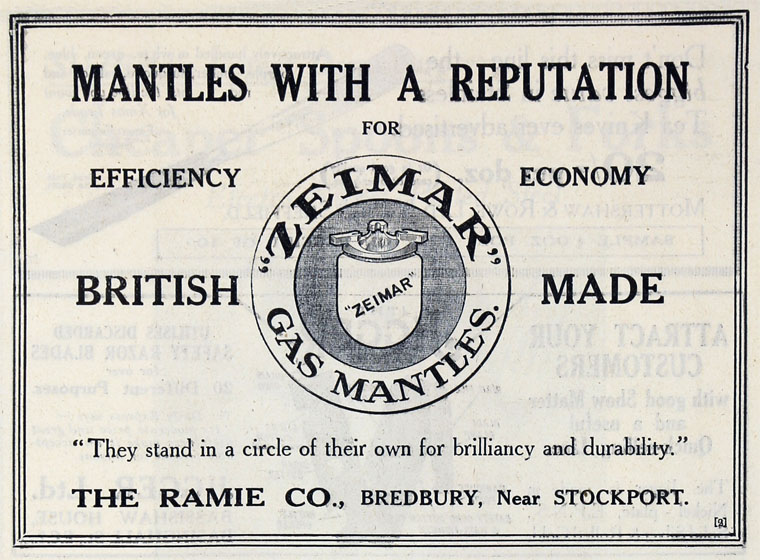 MANTLES WITH A REPUTATION
FOR
EFFICIENCY ECONOMY
"ZEIMAR"
"ZEIMAR"
GAS MANTLES.
BRITISH MADE
"They stand in a circle of their own for brilliancy and durability."
THE RAMIE CO., BREDBURY, Near STOCKPORT.
[9]